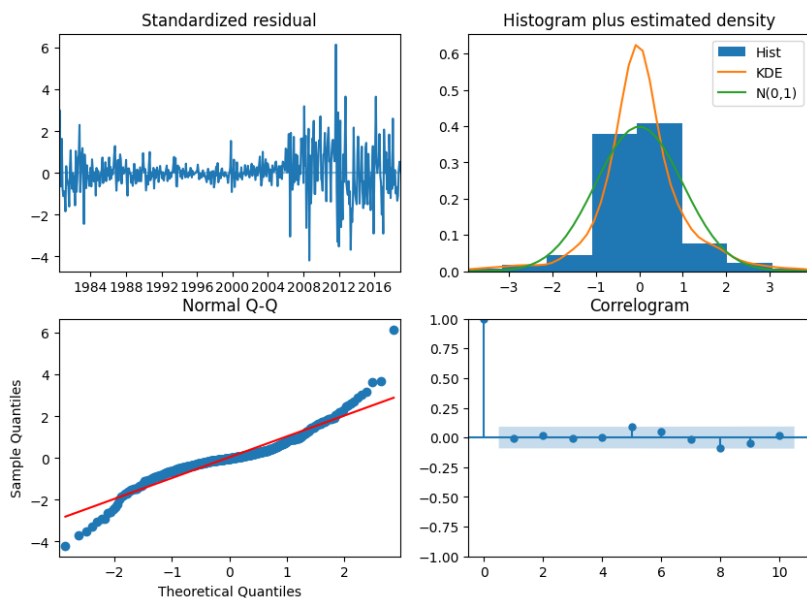 Standardized residual
6
4
2
0
−2
−4
1984 1988 1992 1996 2000 2004 2008 2012 2016
Histogram plus estimated density
Hist
KDE
N(0,1)
0.6
0.5
0.4
0.3
0.2
0.1
0.0
−3 −2 −1 0 1 2 3
Normal Q-Q
Sample Quantiles
6
4
2
0
−2
−4
−2 −1 0 1 2
Theoretical Quantiles
Correlogram
1.00
0.75
0.50
0.25
0.00
−0.25
−0.50
−0.75
−1.00
0 2 4 6 8 10